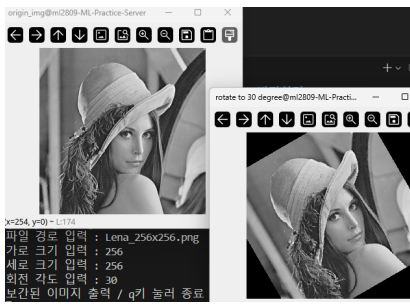 origin_img@ml2809-ML-Practice-Server
rotate to 30 degree@ml2809-ML-Practi...
(x=254, y=0) ~ L:174
파일 경로 입력 : Lena_256x256.png
가로 크기 입력 : 256
세로 크기 입력 : 256
회전 각도 입력 : 30
보간된 이미지 출력 / q키 눌러 종료